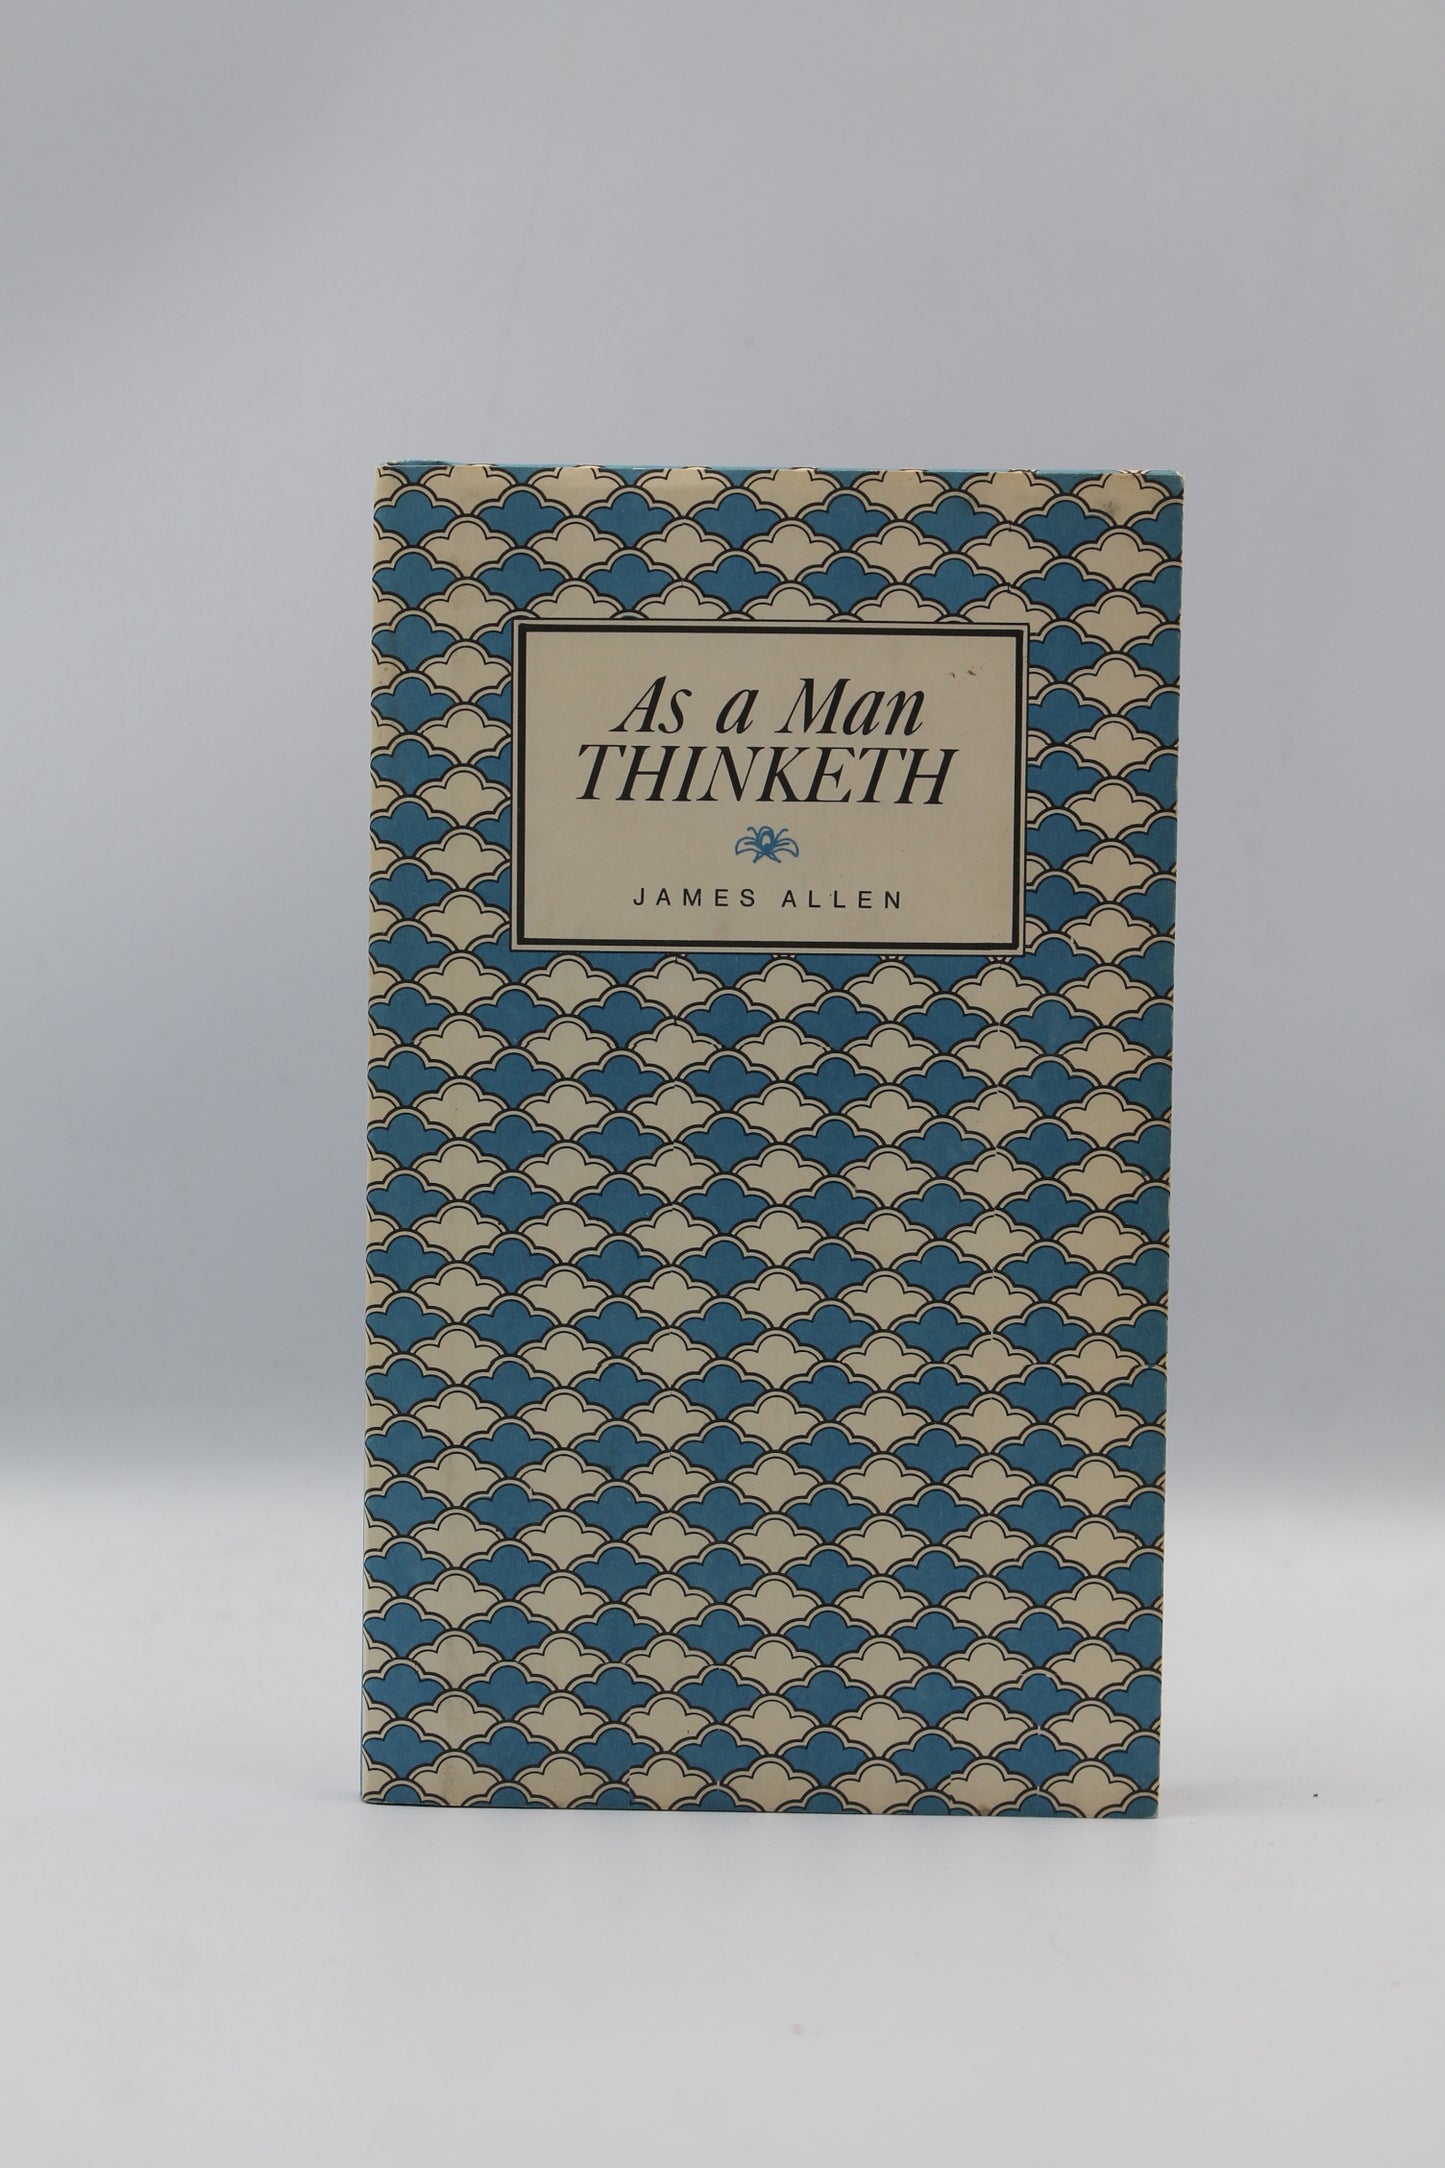 As a Man
THINKETH
JAMES ALLEN